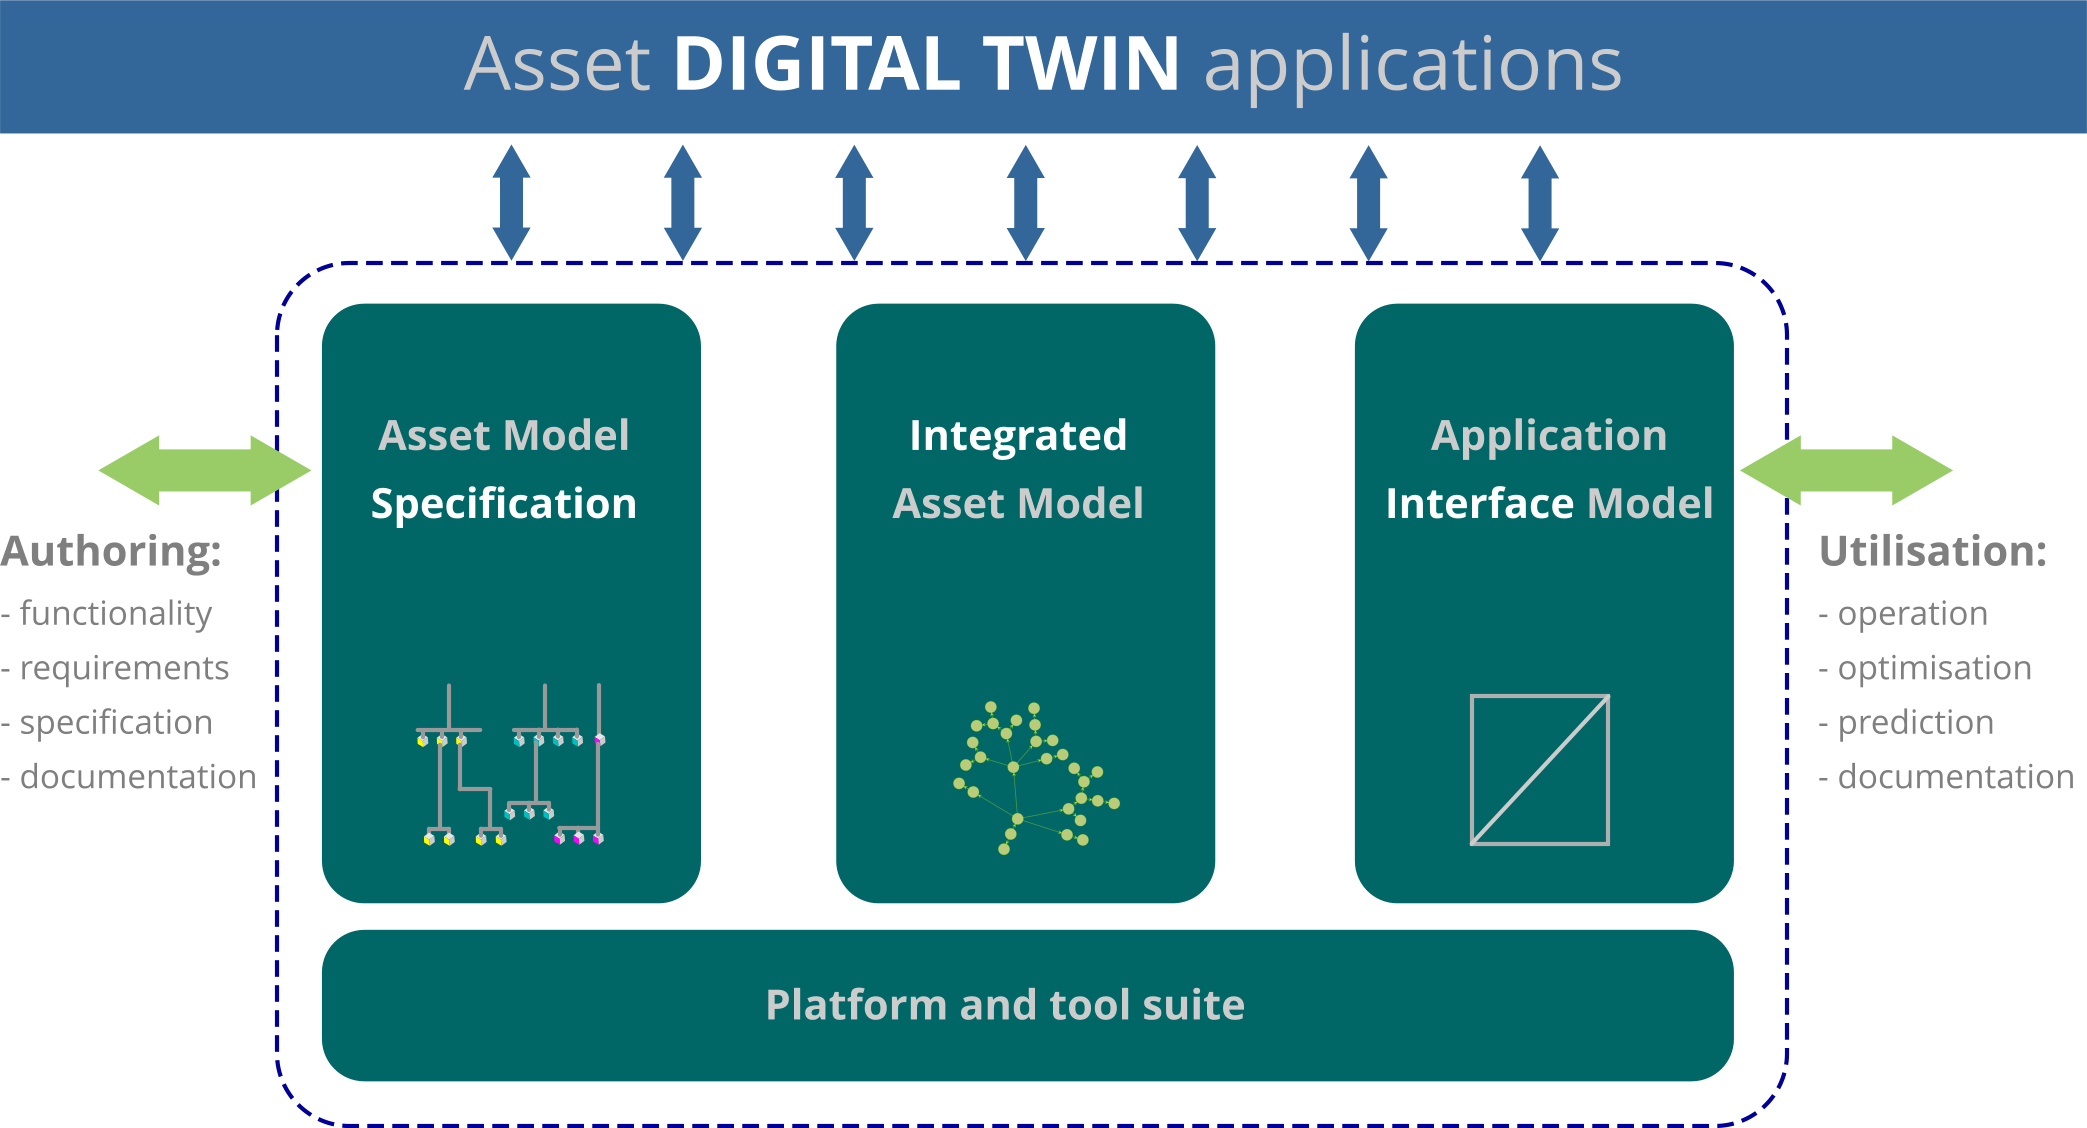 Asset DIGITAL TWIN applications
Asset Model
Specification
Integrated
Asset Model
Application
Interface Model
Authoring:
- functionality
- requirements
- specification
- documentation
Utilisation:
- operation
- optimisation
- prediction
- documentation
Platform and tool suite